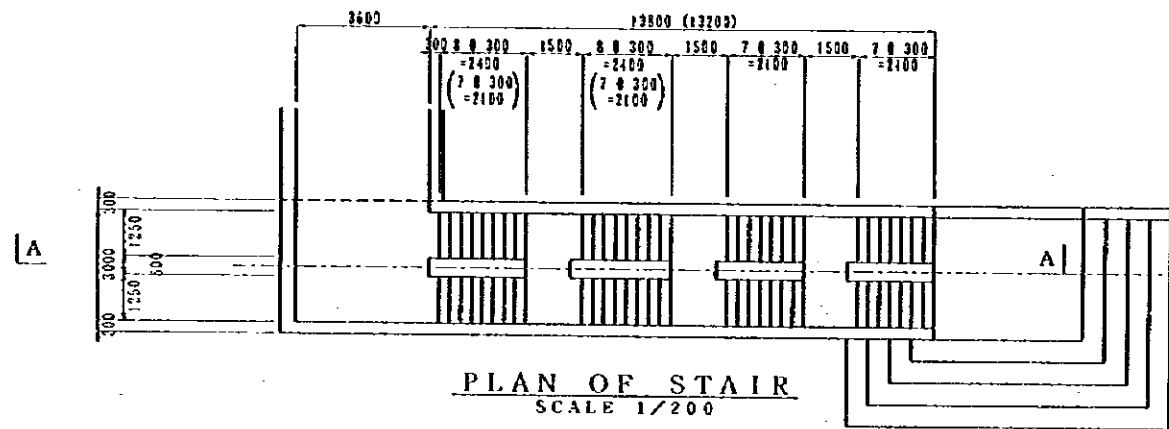 3600
13800 (13200)
300 8 @ 300 1500 8 @ 300 1500 7 @ 300 1500 7 @ 300
=2400 =2400 =2100 =2100
(7 @ 300 (7 @ 300
=2100) =2100)
300
1250
3000
500
1250
300
A
A
PLAN OF STAIR
SCALE 1/200